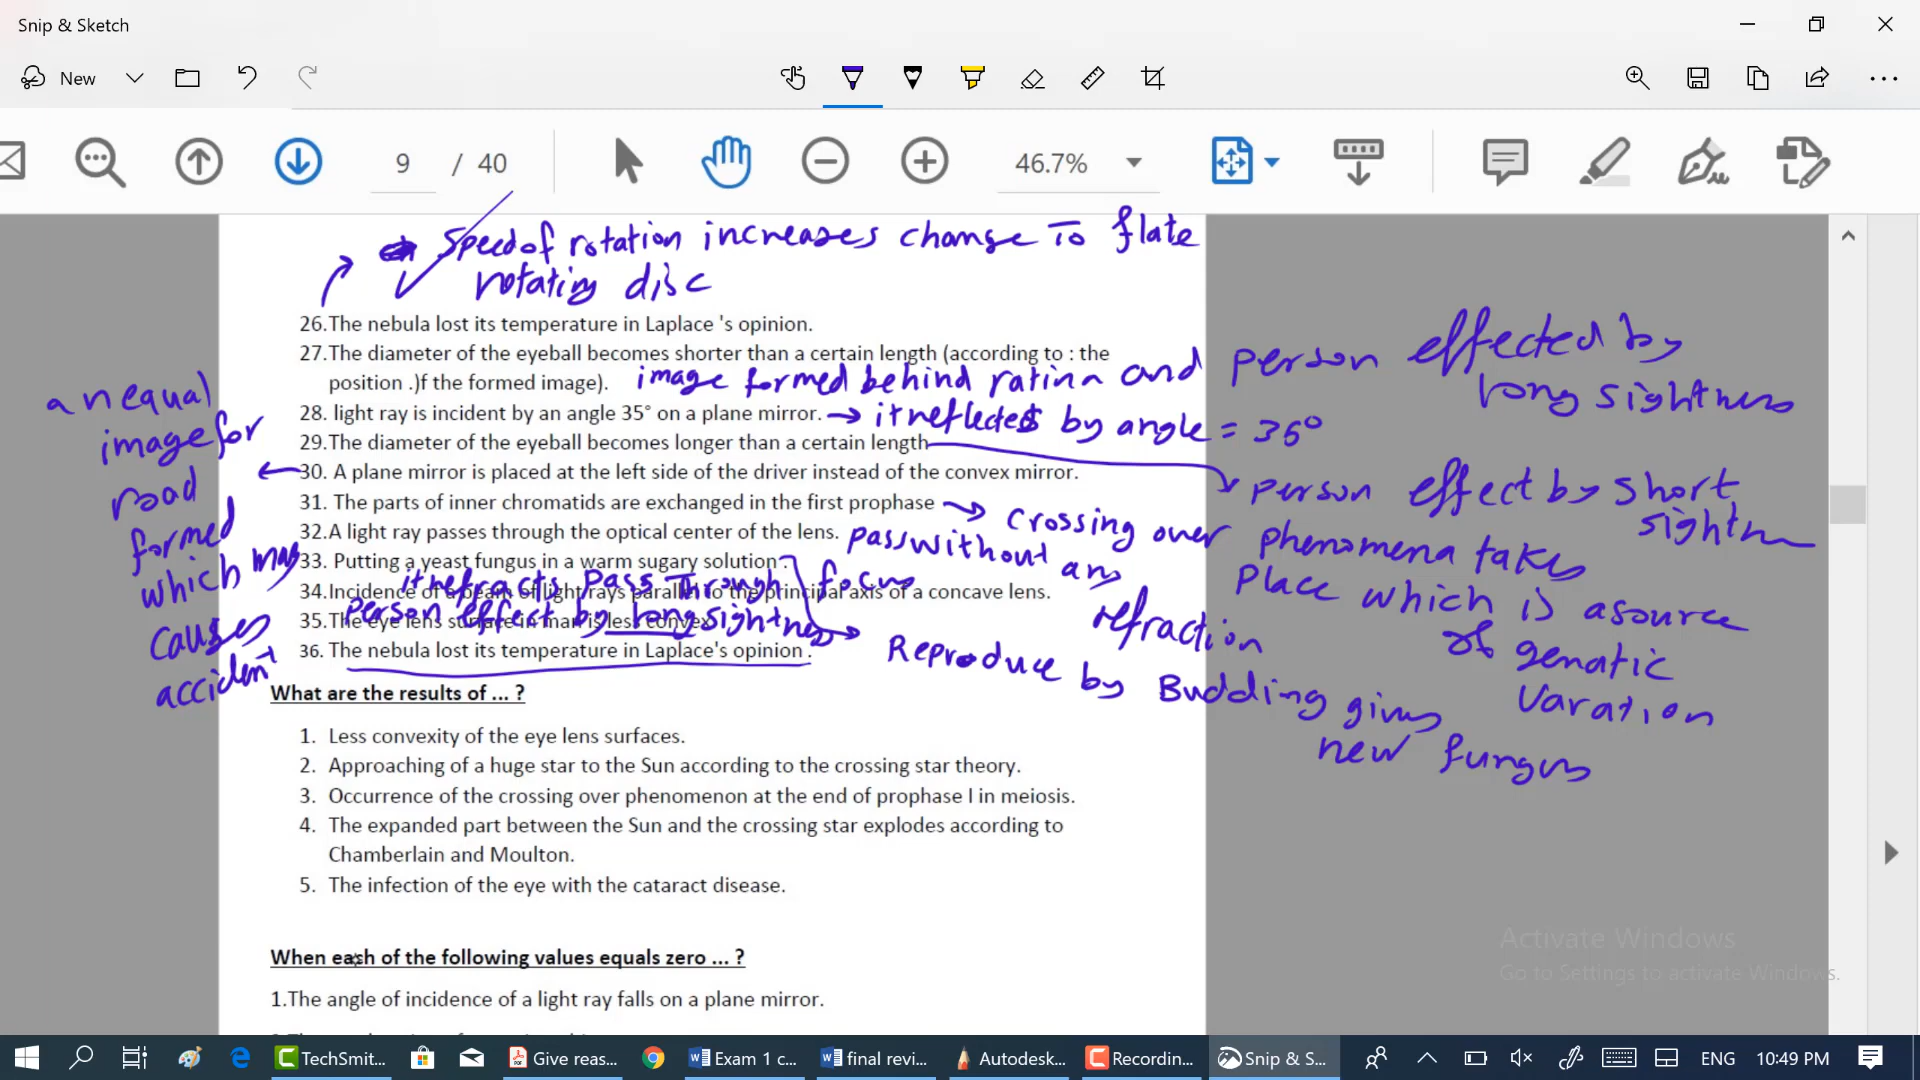 Snip & Sketch
New
9 / 40
46.7%
Speed of rotation increases change To flate
rotating disc
26.The nebula lost its temperature in Laplace 's opinion.
27.The diameter of the eyeball becomes shorter than a certain length (according to : the
position .)f the formed image).
image formed behind ratina and person effected by
long sightness
28. light ray is incident by an angle 35° on a plane mirror.
it reflected by angle = 35°
29.The diameter of the eyeball becomes longer than a certain length
person effect by short
sightn
30. A plane mirror is placed at the left side of the driver instead of the convex mirror.
an equal
image for
road
formed
which may
causes
accident
31. The parts of inner chromatids are exchanged in the first prophase
crossing over phenomena takes
place which is a source
of genatic
varation
32.A light ray passes through the optical center of the lens.
pass without any
refraction
33. Putting a yeast fungus in a warm sugary solution .
Reproduce by Budding giving
new fungus
34.Incidence of a beam of light rays parallel to the principal axis of a concave lens.
it refracts pass Through focus
35.The eye lens surface in man is less convex
person effect by long sightness
36. The nebula lost its temperature in Laplace's opinion .
What are the results of ... ?
1. Less convexity of the eye lens surfaces.
2. Approaching of a huge star to the Sun according to the crossing star theory.
3. Occurrence of the crossing over phenomenon at the end of prophase I in meiosis.
4. The expanded part between the Sun and the crossing star explodes according to
Chamberlain and Moulton.
5. The infection of the eye with the cataract disease.
When each of the following values equals zero ... ?
1.The angle of incidence of a light ray falls on a plane mirror.
Activate Windows
Go to Settings to activate Windows.
TechSmit...
Give reas...
Exam 1 c...
final revi...
Autodesk...
Recordin...
Snip & S...
ENG
10:49 PM